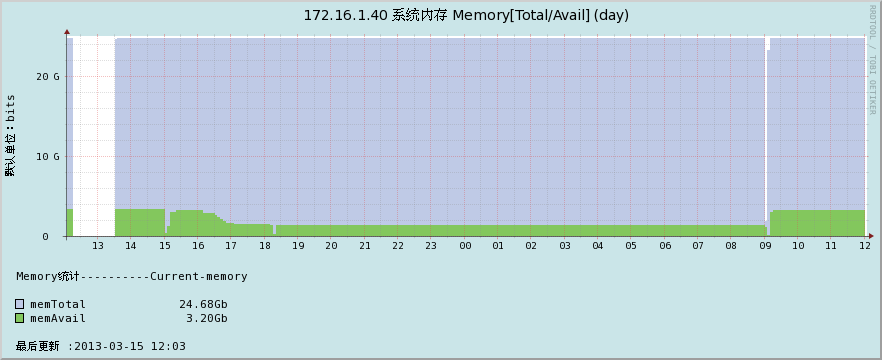 172.16.1.40 系统内存 Memory[Total/Avail] (day)
RRDTOOL / TOBI OETIKER
默认单位：bits
20 G
10 G
0
13 14 15 16 17 18 19 20 21 22 23 00 01 02 03 04 05 06 07 08 09 10 11 12
Memory统计----------Current-memory
memTotal 24.68Gb
memAvail 3.20Gb
最后更新 :2013-03-15 12:03